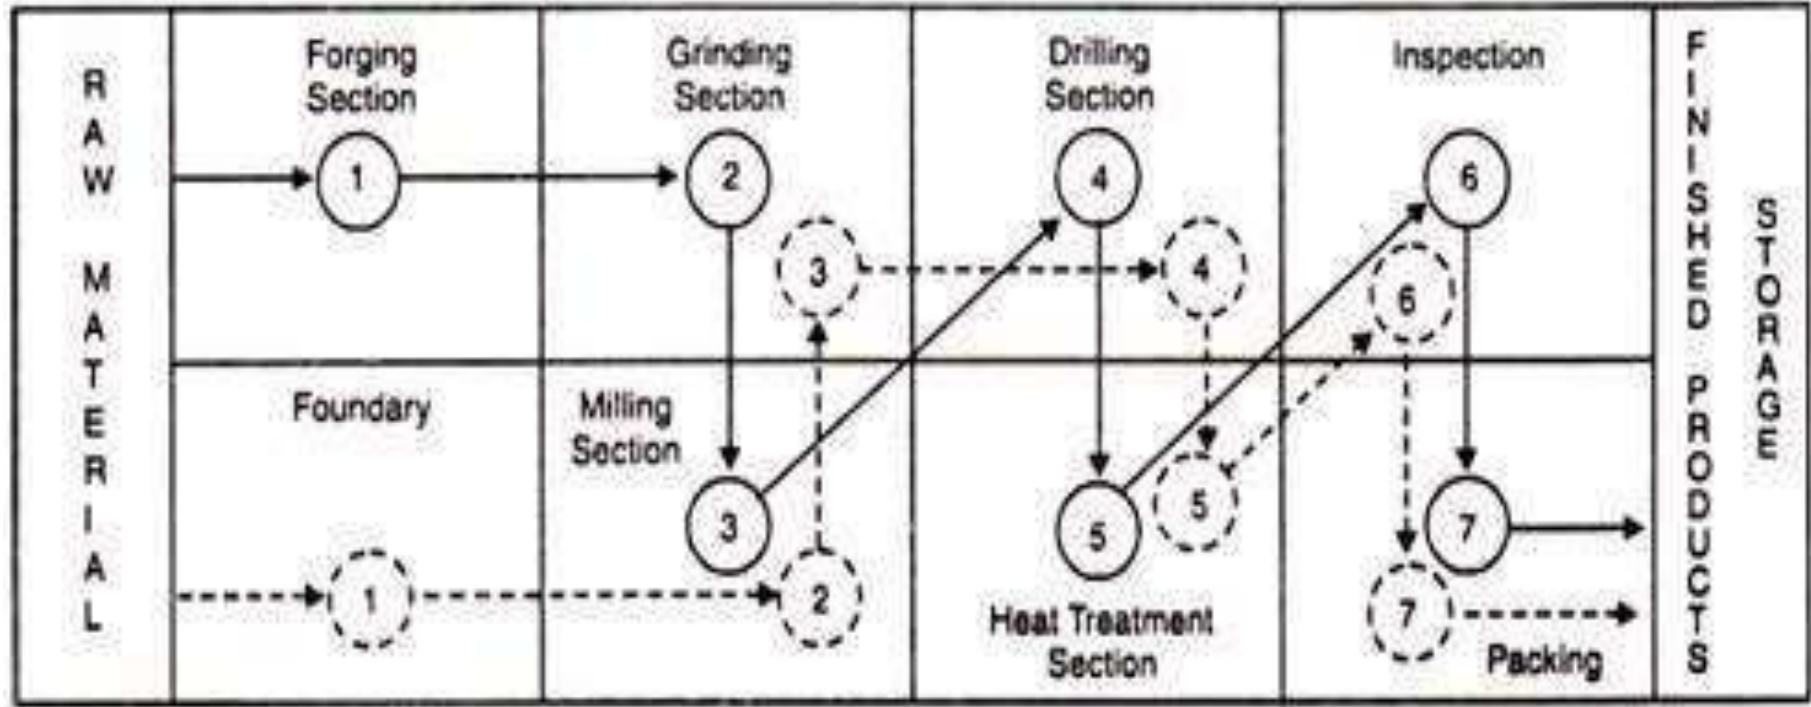 RAW MATERIAL
Forging
Section
1
Grinding
Section
2
3
Drilling
Section
4
4
Inspection
6
6
Foundary
1
Milling
Section
3
2
5
5
Heat Treatment
Section
7
7
Packing
FINISHED PRODUCTS
STORAGE